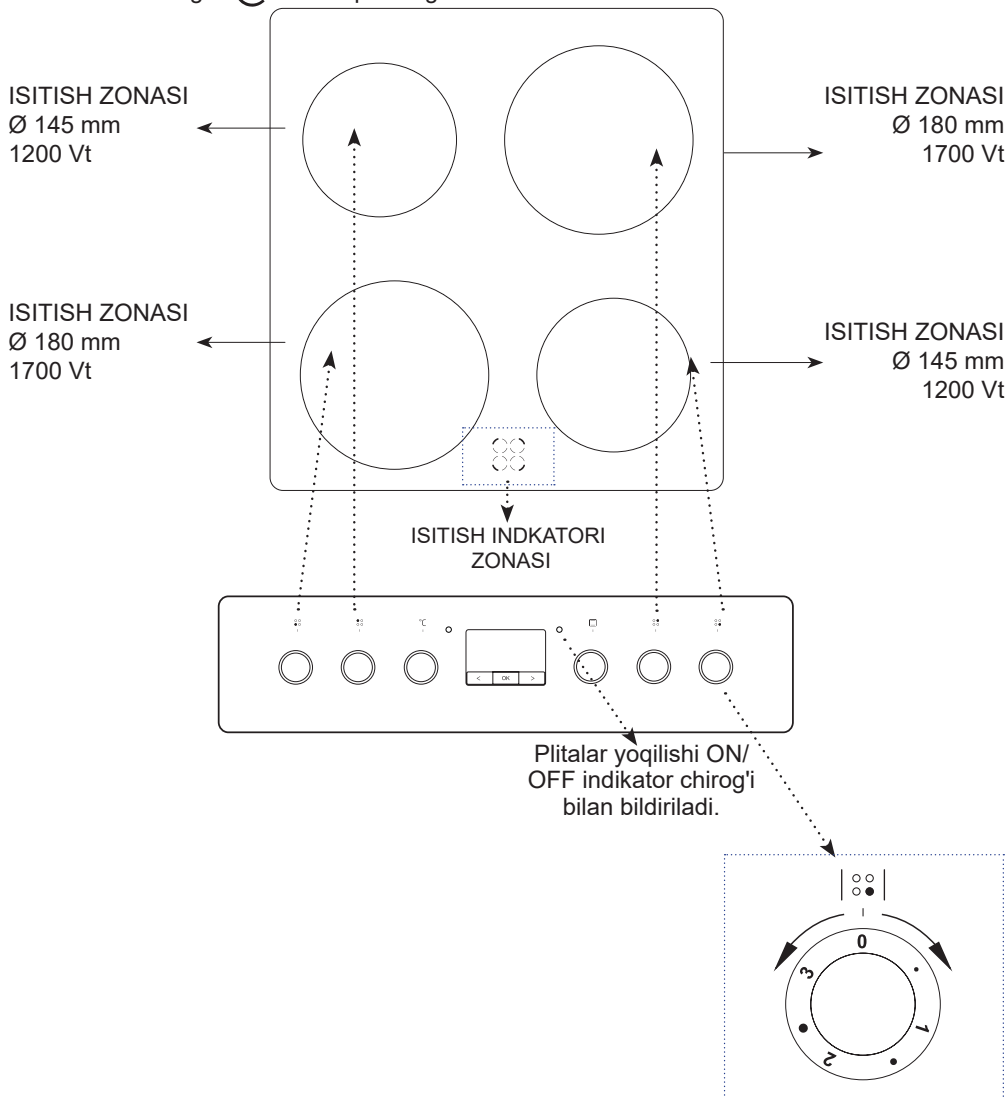 ISITISH ZONASI
Ø 145 mm
1200 Vt
ISITISH ZONASI
Ø 180 mm
1700 Vt
ISITISH ZONASI
Ø 180 mm
1700 Vt
ISITISH ZONASI
Ø 145 mm
1200 Vt
ISITISH INDKATORI
ZONASI
°C
< OK >
Plitalar yoqilishi ON/
OFF indikator chirog'i
bilan bildiriladi.
0
3
1
2